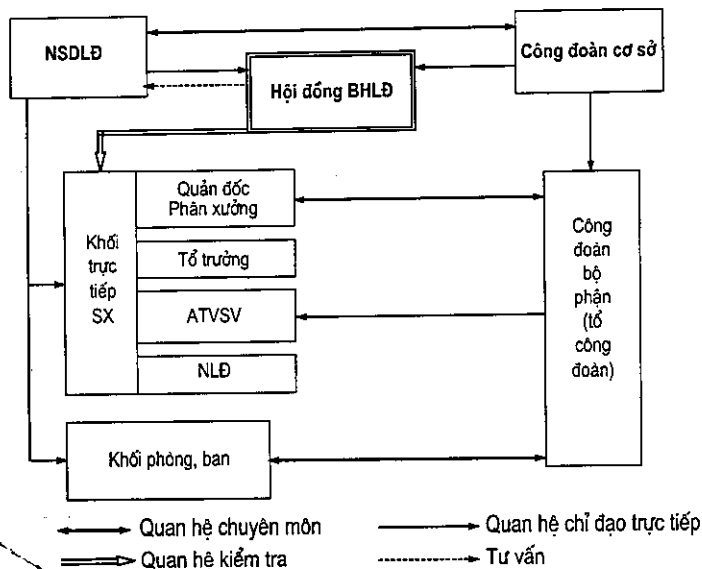 NSDLĐ
Công đoàn cơ sở
Hội đồng BHLĐ
Khối
trực
tiếp
SX
Quản đốc
Phân xưởng
Tổ trưởng
ATVSV
NLĐ
Công
đoàn
bộ
phận
(tổ
công
đoàn)
Khối phòng, ban
Quan hệ chuyên môn
Quan hệ chỉ đạo trực tiếp
Quan hệ kiểm tra
Tư vấn